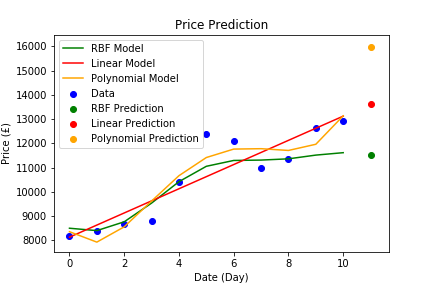 Price Prediction
Price (£)
16000
15000
14000
13000
12000
11000
10000
9000
8000
RBF Model
Linear Model
Polynomial Model
Data
RBF Prediction
Linear Prediction
Polynomial Prediction
0 2 4 6 8 10
Date (Day)